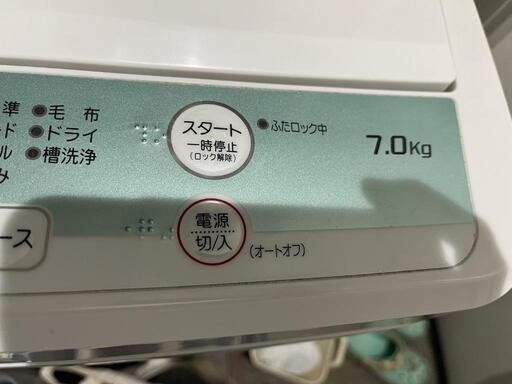 準 ●毛布
ード ●ドライ
ル ●槽洗浄
み
スタート
一時停止
(ロック解除)
●ふたロック中
7.0Kg
ース
電源
切/入
(オートオフ)